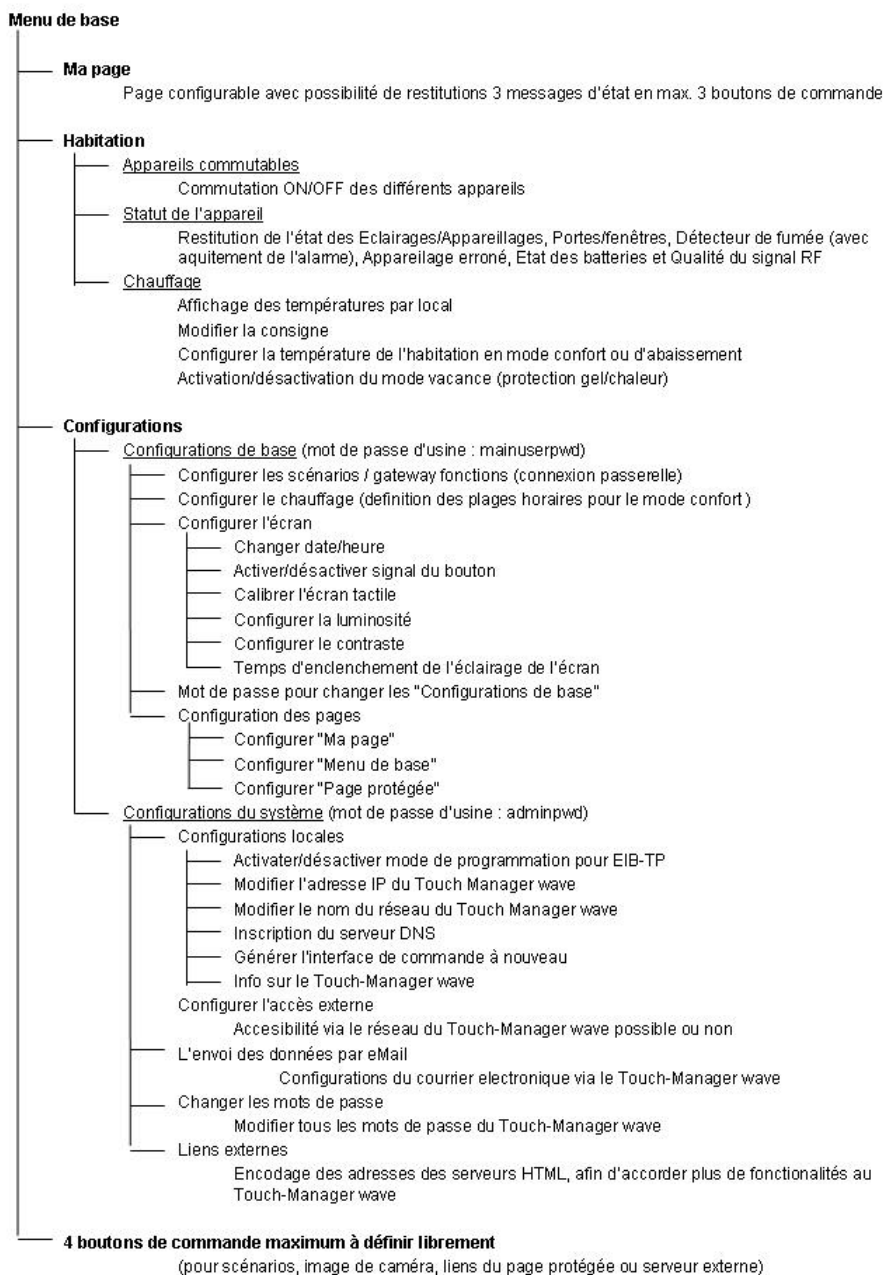 Menu de base
Ma page
Page configurable avec possibilité de restitutions 3 messages d'état en max. 3 boutons de commande
Habitation
Appareils commutables
Commutation ON/OFF des différents appareils
Statut de l'appareil
Restitution de l'état des Eclairages/Appareillages, Portes/fenêtres, Détecteur de fumée (avec
aquitement de l'alarme), Appareilage erroné, Etat des batteries et Qualité du signal RF
Chauffage
Affichage des températures par local
Modifier la consigne
Configurer la température de l'habitation en mode confort ou d'abaissement
Activation/désactivation du mode vacance (protection gel/chaleur)
Configurations
Configurations de base (mot de passe d'usine : mainuserpwd)
Configurer les scénarios / gateway fonctions (connexion passerelle)
Configurer le chauffage (definition des plages horaires pour le mode confort )
Configurer l'écran
Changer date/heure
Activer/désactiver signal du bouton
Calibrer l'écran tactile
Configurer la luminosité
Configurer le contraste
Temps d'enclenchement de l'éclairage de l'écran
Mot de passe pour changer les "Configurations de base"
Configuration des pages
Configurer "Ma page"
Configurer "Menu de base"
Configurer "Page protégée"
Configurations du système (mot de passe d'usine : adminpwd)
Configurations locales
Activater/désactiver mode de programmation pour EIB-TP
Modifier l'adresse IP du Touch Manager wave
Modifier le nom du réseau du Touch Manager wave
Inscription du serveur DNS
Générer l'interface de commande à nouveau
Info sur le Touch-Manager wave
Configurer l'accès externe
Accesibilité via le réseau du Touch-Manager wave possible ou non
L'envoi des données par eMail
Configurations du courrier electronique via le Touch-Manager wave
Changer les mots de passe
Modifier tous les mots de passe du Touch-Manager wave
Liens externes
Encodage des adresses des serveurs HTML, afin d'accorder plus de fonctionalités au
Touch-Manager wave
4 boutons de commande maximum à définir librement
(pour scénarios, image de caméra, liens du page protégée ou serveur externe)